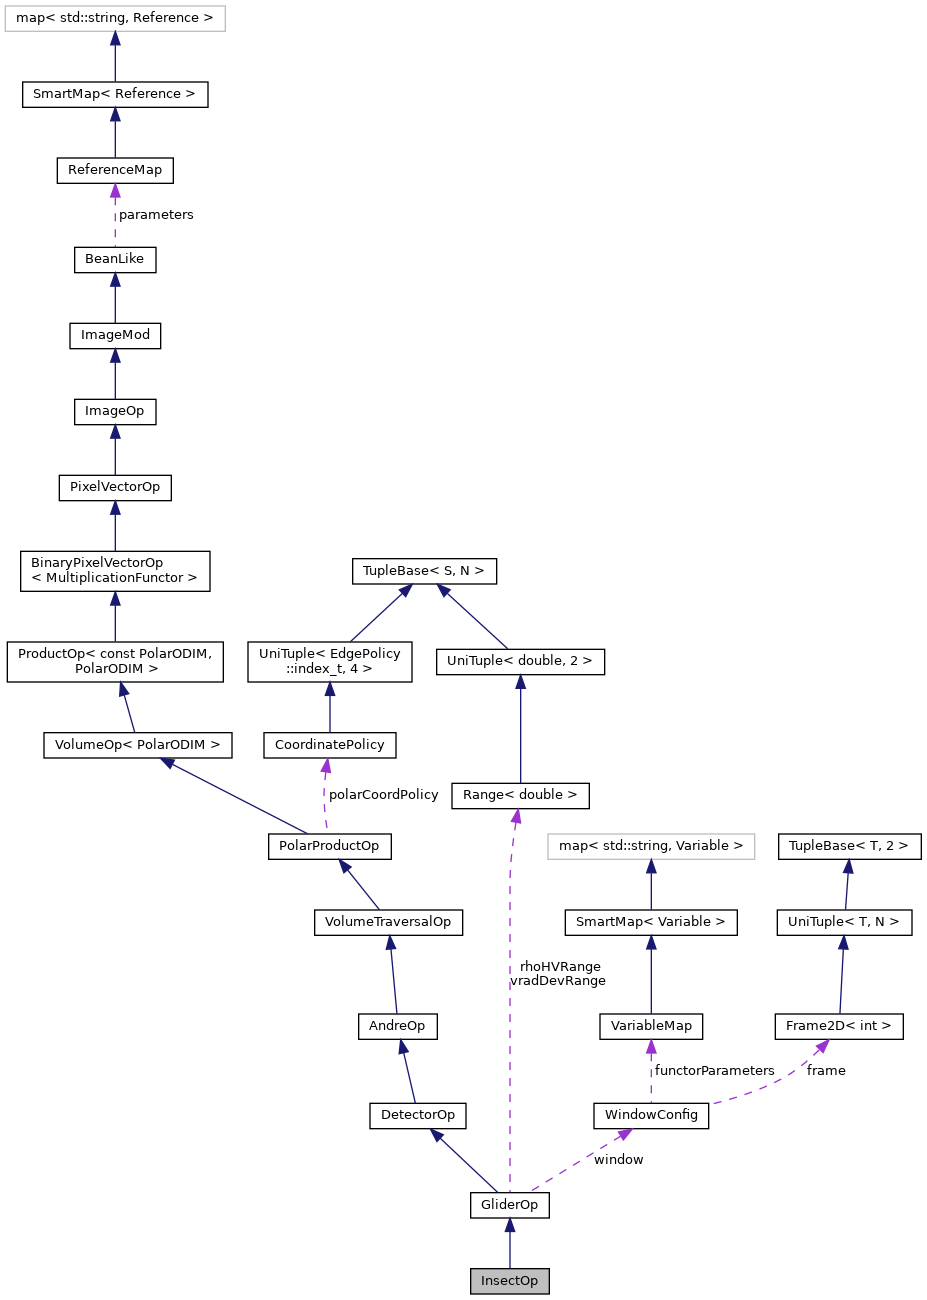 map< std::string, Reference >
SmartMap< Reference >
ReferenceMap
parameters
BeanLike
ImageMod
ImageOp
PixelVectorOp
BinaryPixelVectorOp
< MultiplicationFunctor >
TupleBase< S, N >
ProductOp< const PolarODIM,
PolarODIM >
UniTuple< EdgePolicy
::index_t, 4 >
UniTuple< double, 2 >
VolumeOp< PolarODIM >
CoordinatePolicy
polarCoordPolicy
Range< double >
PolarProductOp
map< std::string, Variable >
TupleBase< T, 2 >
VolumeTraversalOp
SmartMap< Variable >
UniTuple< T, N >
rhoHVRange
vradDevRange
AndreOp
VariableMap
Frame2D< int >
functorParameters
frame
DetectorOp
WindowConfig
window
GliderOp
InsectOp